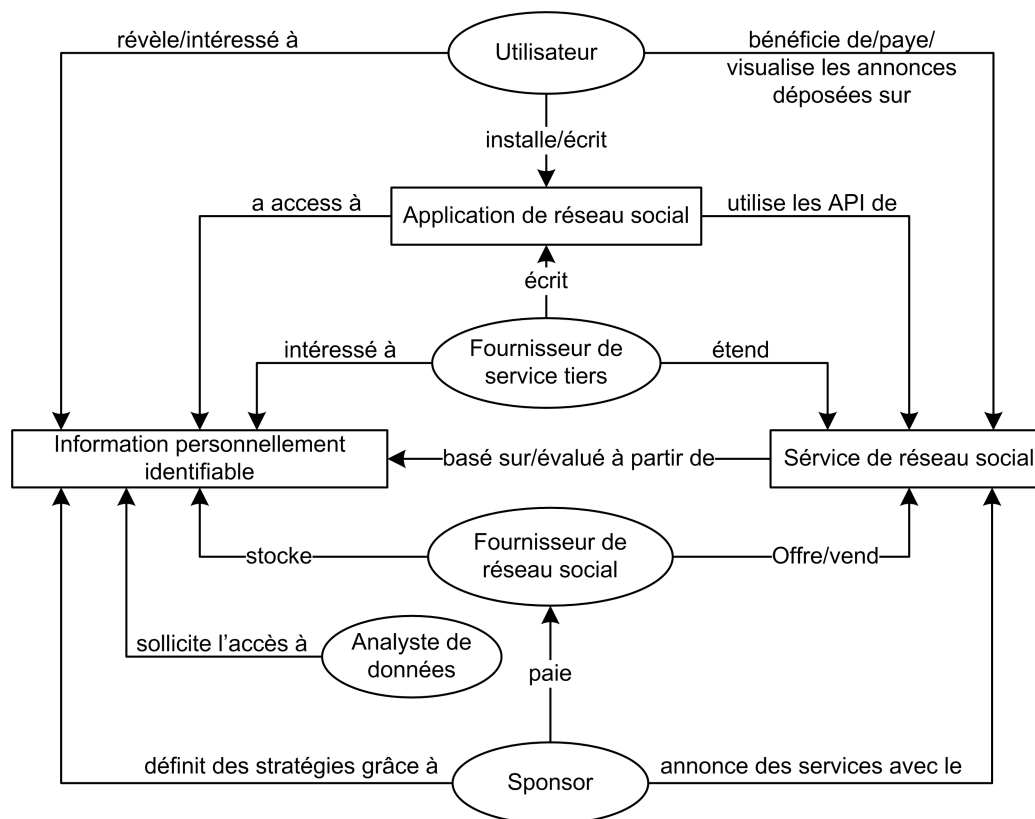 révèle/intéressé à
Utilisateur
bénéficie de/paye/
visualise les annonces
déposées sur
installe/écrit
a access à
Application de réseau social
utilise les API de
écrit
intéressé à
Fournisseur de
service tiers
étend
Information personnellement
identifiable
basé sur/évalué à partir de
Sérvice de réseau social
stocke
Fournisseur de
réseau social
Offre/vend
sollicite l’accès à
Analyste de
données
paie
définit des stratégies grâce à
Sponsor
annonce des services avec le